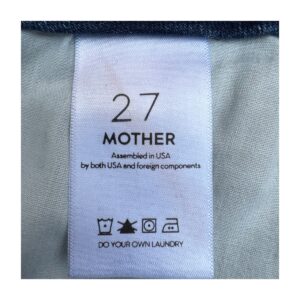 27
MOTHER
Assembled in USA
by both USA and foreign components
DO YOUR OWN LAUNDRY